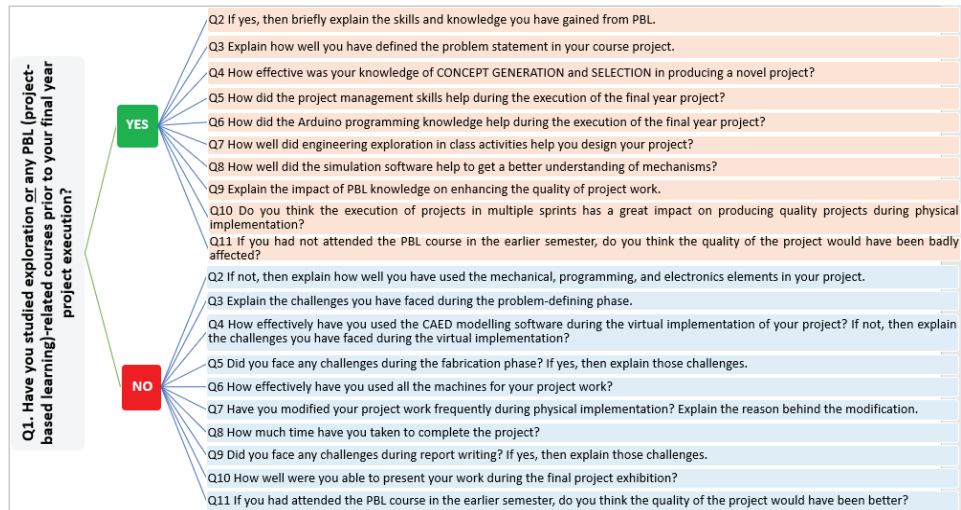 Q1. Have you studied exploration or any PBL (project-
based learning)-related courses prior to your final year
project execution?
YES
Q2 If yes, then briefly explain the skills and knowledge you have gained from PBL.
Q3 Explain how well you have defined the problem statement in your course project.
Q4 How effective was your knowledge of CONCEPT GENERATION and SELECTION in producing a novel project?
Q5 How did the project management skills help during the execution of the final year project?
Q6 How did the Arduino programming knowledge help during the execution of the final year project?
Q7 How well did engineering exploration in class activities help you design your project?
Q8 How well did the simulation software help to get a better understanding of mechanisms?
Q9 Explain the impact of PBL knowledge on enhancing the quality of project work.
Q10 Do you think the execution of projects in multiple sprints has a great impact on producing quality projects during physical
implementation?
Q11 If you had not attended the PBL course in the earlier semester, do you think the quality of the project would have been badly
affected?
NO
Q2 If not, then explain how well you have used the mechanical, programming, and electronics elements in your project.
Q3 Explain the challenges you have faced during the problem-defining phase.
Q4 How effectively have you used the CAED modelling software during the virtual implementation of your project? If not, then explain
the challenges you have faced during the virtual implementation?
Q5 Did you face any challenges during the fabrication phase? If yes, then explain those challenges.
Q6 How effectively have you used all the machines for your project work?
Q7 Have you modified your project work frequently during physical implementation? Explain the reason behind the modification.
Q8 How much time have you taken to complete the project?
Q9 Did you face any challenges during report writing? If yes, then explain those challenges.
Q10 How well were you able to present your work during the final project exhibition?
Q11 If you had attended the PBL course in the earlier semester, do you think the quality of the project would have been better?